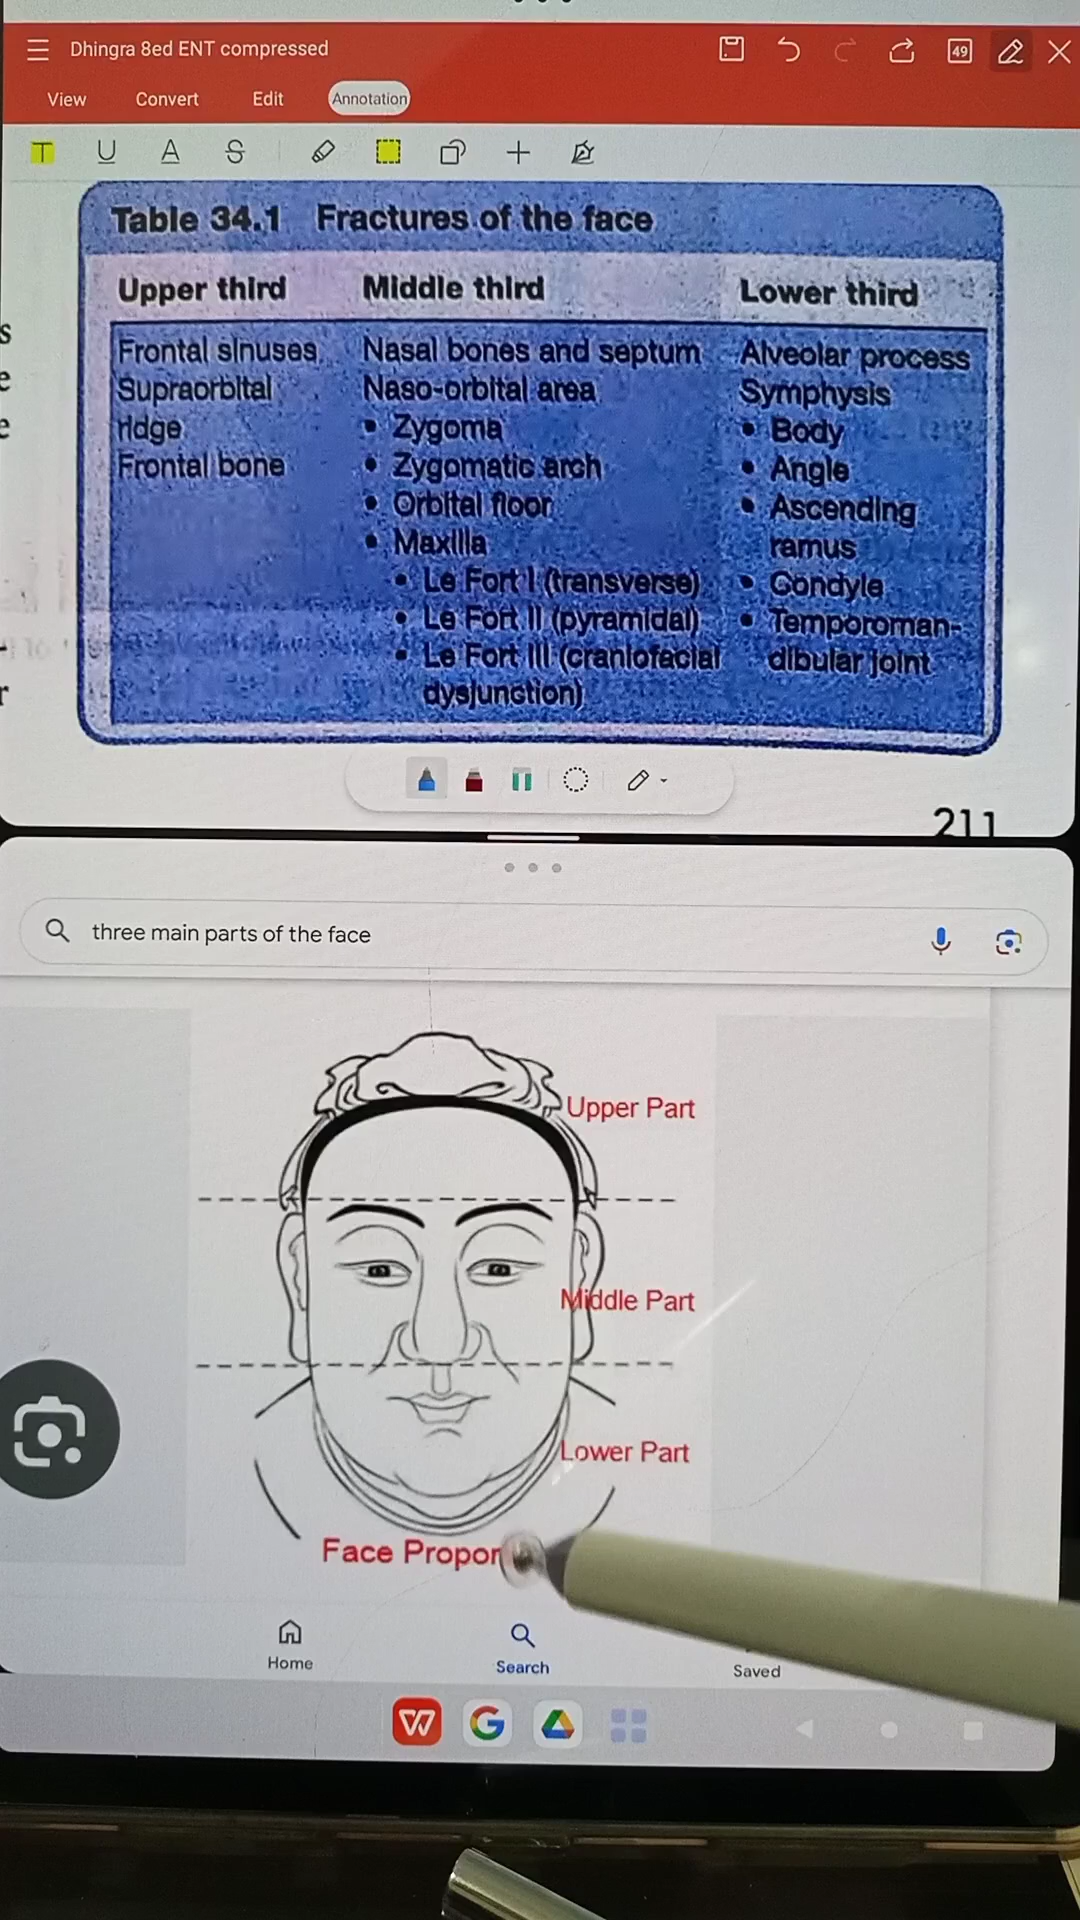 Dhingra 8ed ENT compressed
49
View Convert Edit Annotation
T U A S
Table 34.1 Fractures of the face
Upper third Middle third Lower third
Frontal sinuses Nasal bones and septum Alveolar process
Supraorbital Naso-orbital area Symphysis
ridge • Zygoma • Body
Frontal bone • Zygomatic arch • Angle
• Orbital floor • Ascending
• Maxilla ramus
• Le Fort I (transverse) • Condyle
• Le Fort II (pyramidal) • Temporoman-
• Le Fort III (craniofacial dibular joint
dysjunction)
s
e
e
r
211
three main parts of the face
Upper Part
Middle Part
Lower Part
Face Propor
Home Search Saved